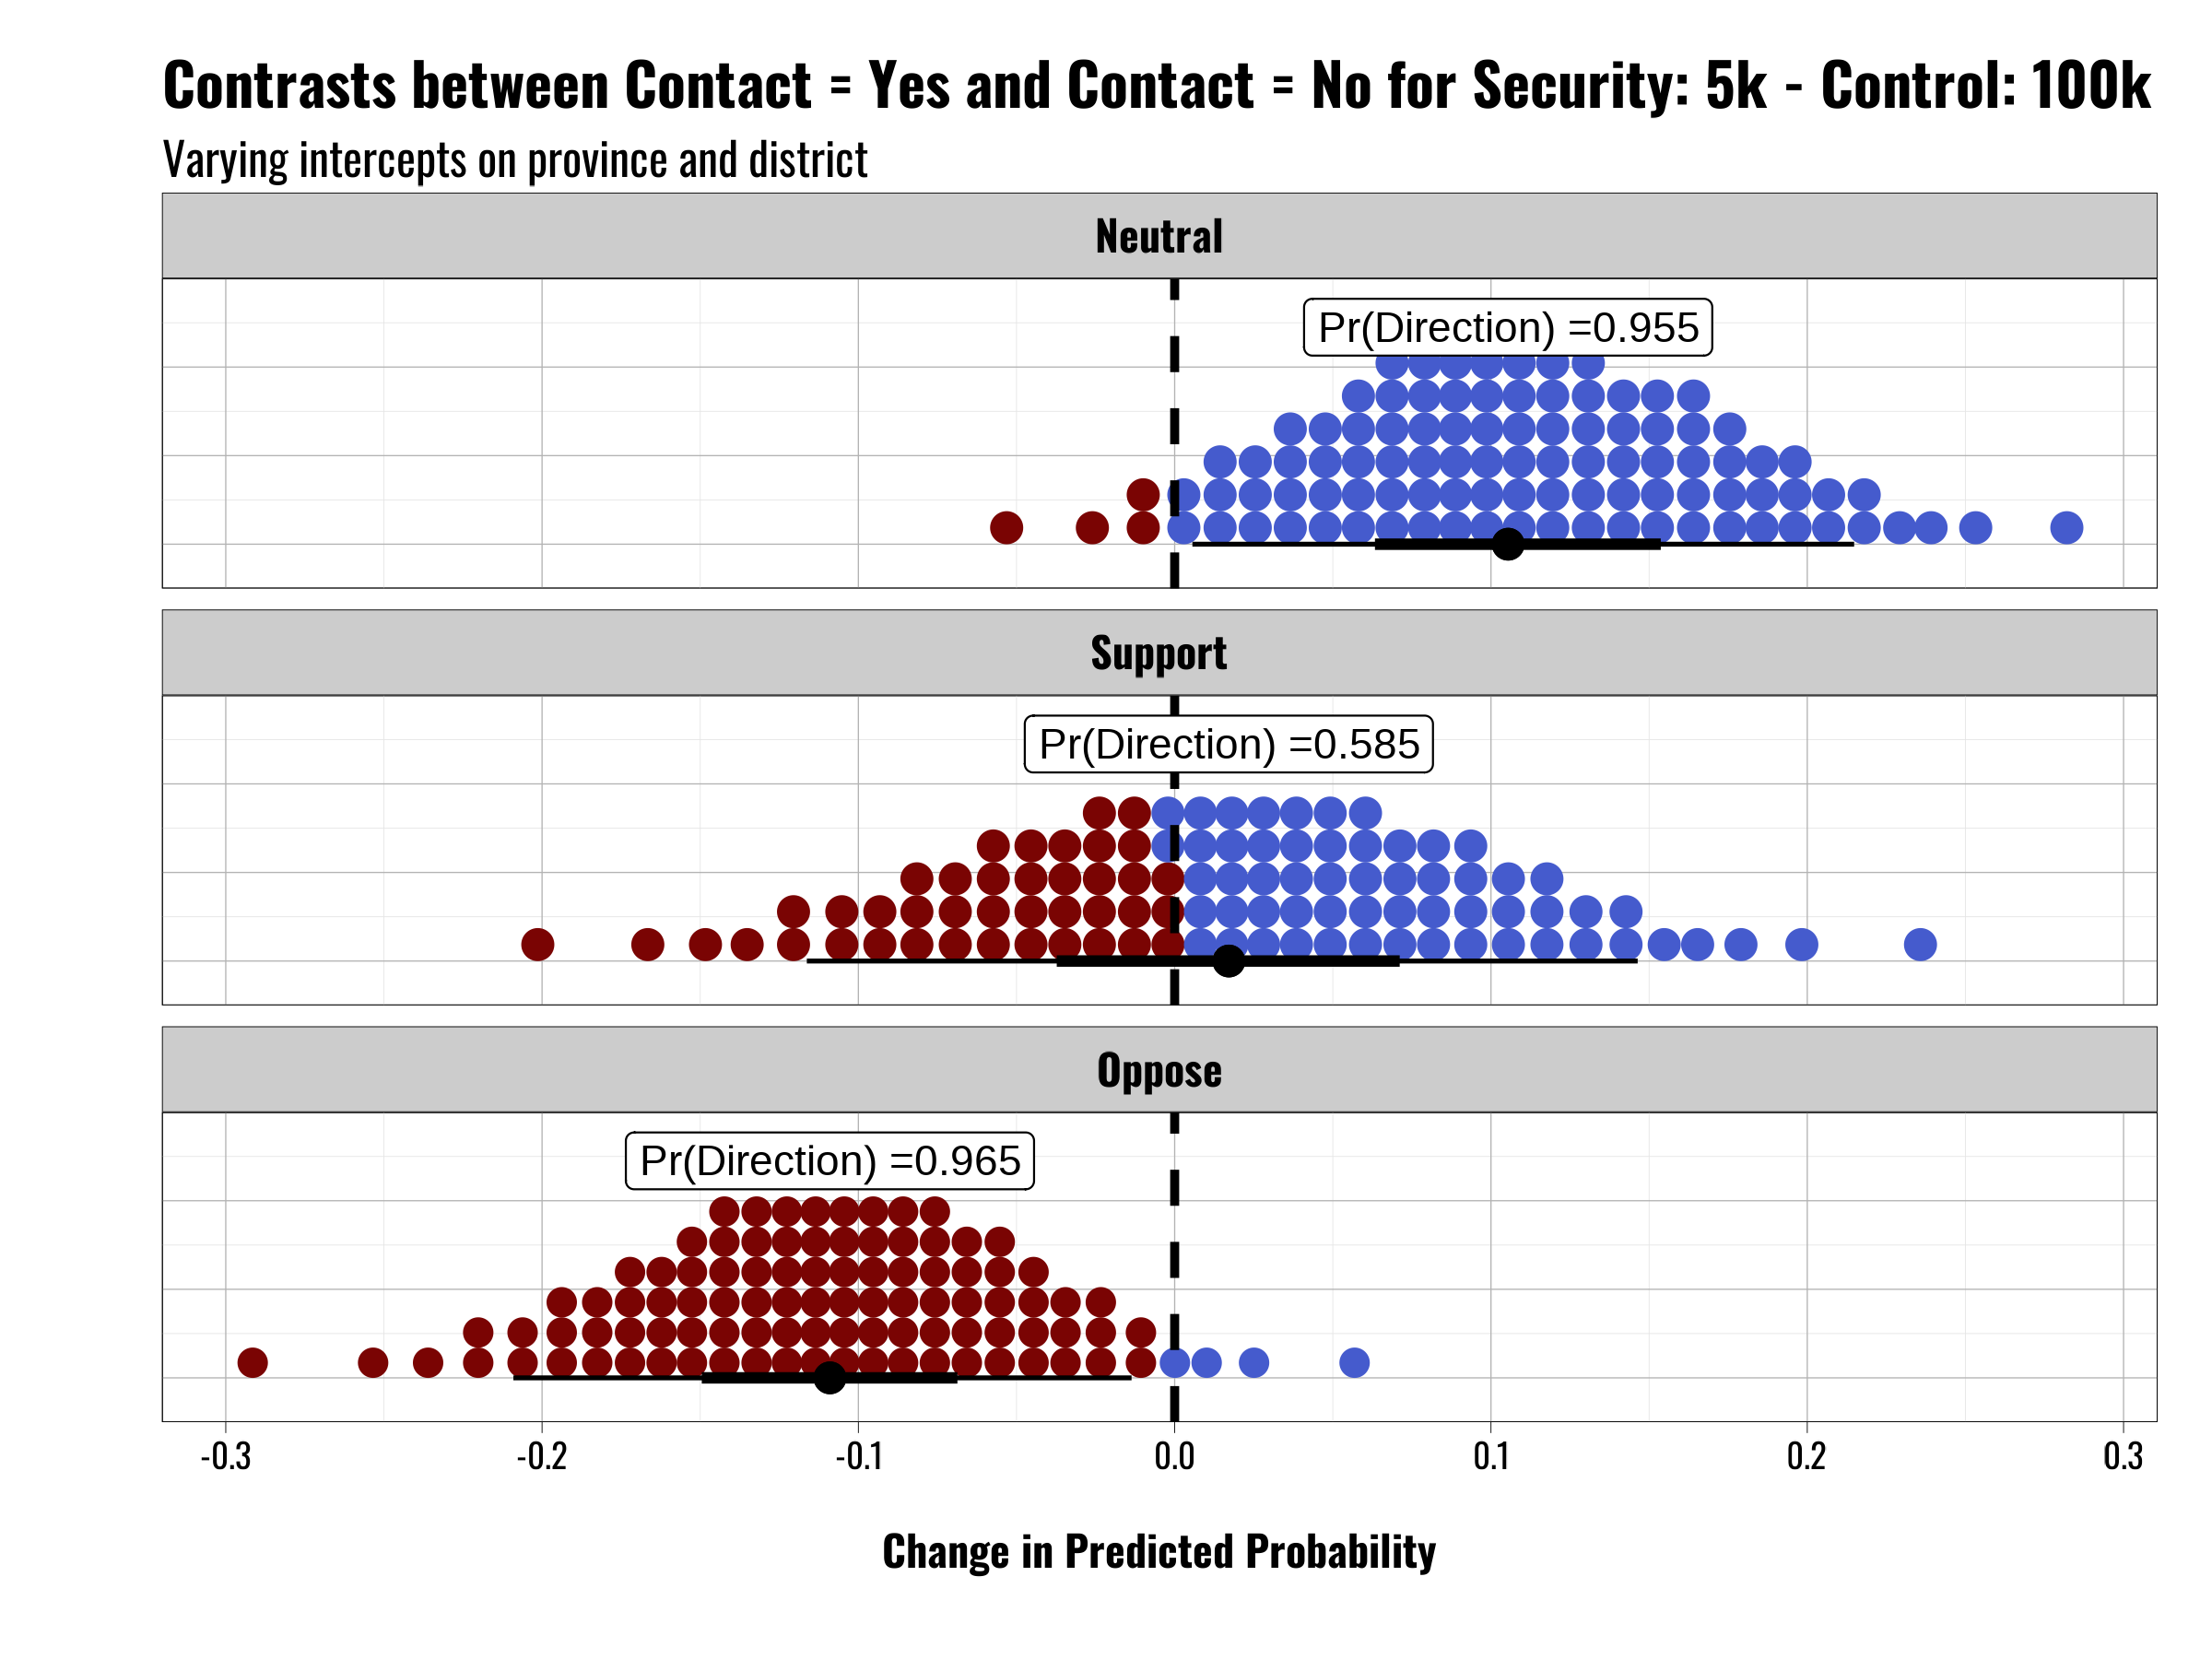 Contrasts between Contact = Yes and Contact = No for Security: 5k - Control: 100k
Varying intercepts on province and district
Neutral
Pr(Direction) =0.955
Support
Pr(Direction) =0.585
Oppose
Pr(Direction) =0.965
-0.3 -0.2 -0.1 0.0 0.1 0.2 0.3
Change in Predicted Probability